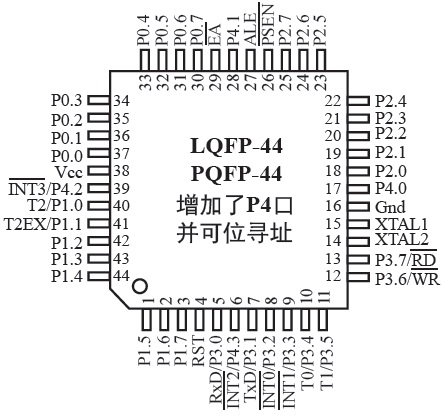 P0.4
P0.5
P0.6
P0.7
EA
P4.1
ALE
PSEN
P2.7
P2.6
P2.5
33
32
31
30
29
28
27
26
25
24
23
P0.3 34
P0.2 35
P0.1 36
P0.0 37
Vcc 38
INT3/P4.2 39
T2/P1.0 40
T2EX/P1.1 41
P1.2 42
P1.3 43
P1.4 44
LQFP-44
PQFP-44
增加了P4口
并可位寻址
22 P2.4
21 P2.3
20 P2.2
19 P2.1
18 P2.0
17 P4.0
16 Gnd
15 XTAL1
14 XTAL2
13 P3.7/RD
12 P3.6/WR
1
2
3
4
5
6
7
8
9
10
11
P1.5
P1.6
P1.7
RST
RxD/P3.0
INT2/P4.3
TxD/P3.1
INT0/P3.2
INT1/P3.3
T0/P3.4
T1/P3.5